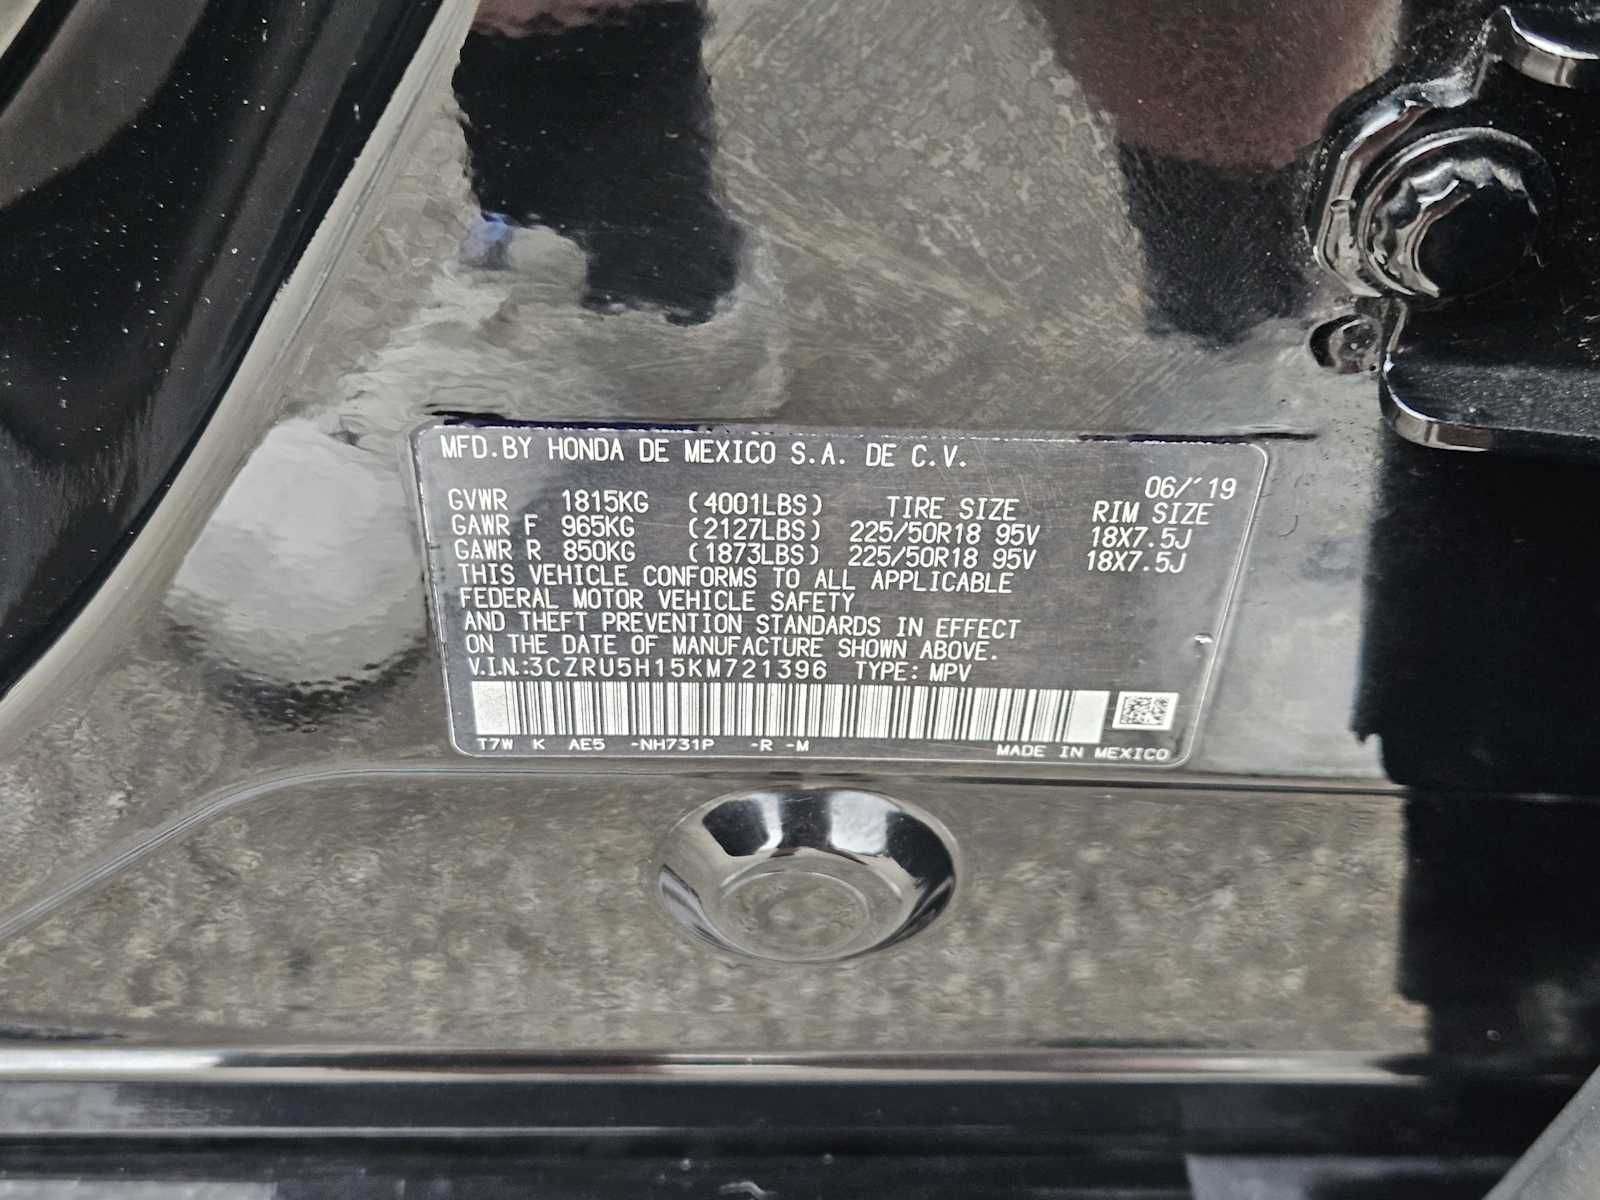 MFD.BY HONDA DE MEXICO S.A. DE C.V.
06/'19
GVWR 1815KG (4001LBS) TIRE SIZE RIM SIZE
GAWR F 965KG (2127LBS) 225/50R18 95V 18X7.5J
GAWR R 850KG (1873LBS) 225/50R18 95V 18X7.5J
THIS VEHICLE CONFORMS TO ALL APPLICABLE
FEDERAL MOTOR VEHICLE SAFETY
AND THEFT PREVENTION STANDARDS IN EFFECT
ON THE DATE OF MANUFACTURE SHOWN ABOVE.
V.I.N.:3CZRU5H15KM721396 TYPE: MPV
T7W K AE5 -NH731P -R -M MADE IN MEXICO